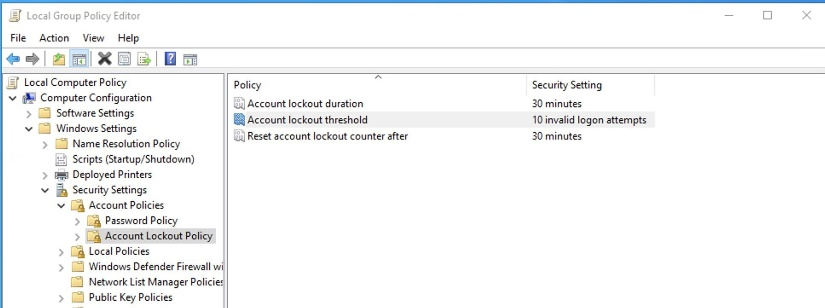 Local Group Policy Editor
File Action View Help
Local Computer Policy
Computer Configuration
Software Settings
Windows Settings
Name Resolution Policy
Scripts (Startup/Shutdown)
Deployed Printers
Security Settings
Account Policies
Password Policy
Account Lockout Policy
Local Policies
Windows Defender Firewall wi
Network List Manager Policies
Public Key Policies
Policy Security Setting
Account lockout duration 30 minutes
Account lockout threshold 10 invalid logon attempts
Reset account lockout counter after 30 minutes